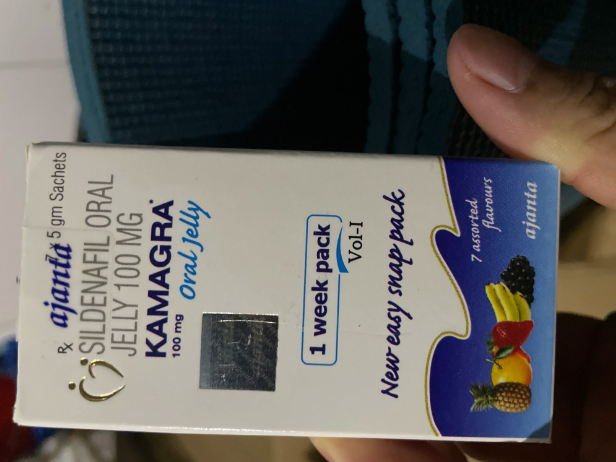 Rx ajanta 7 x 5 gm Sachets
SILDENAFIL ORAL
JELLY 100 MG
KAMAGRA®
100 mg Oral Jelly
1 week pack
Vol-I
New easy snap pack
7 assorted
flavours
ajanta